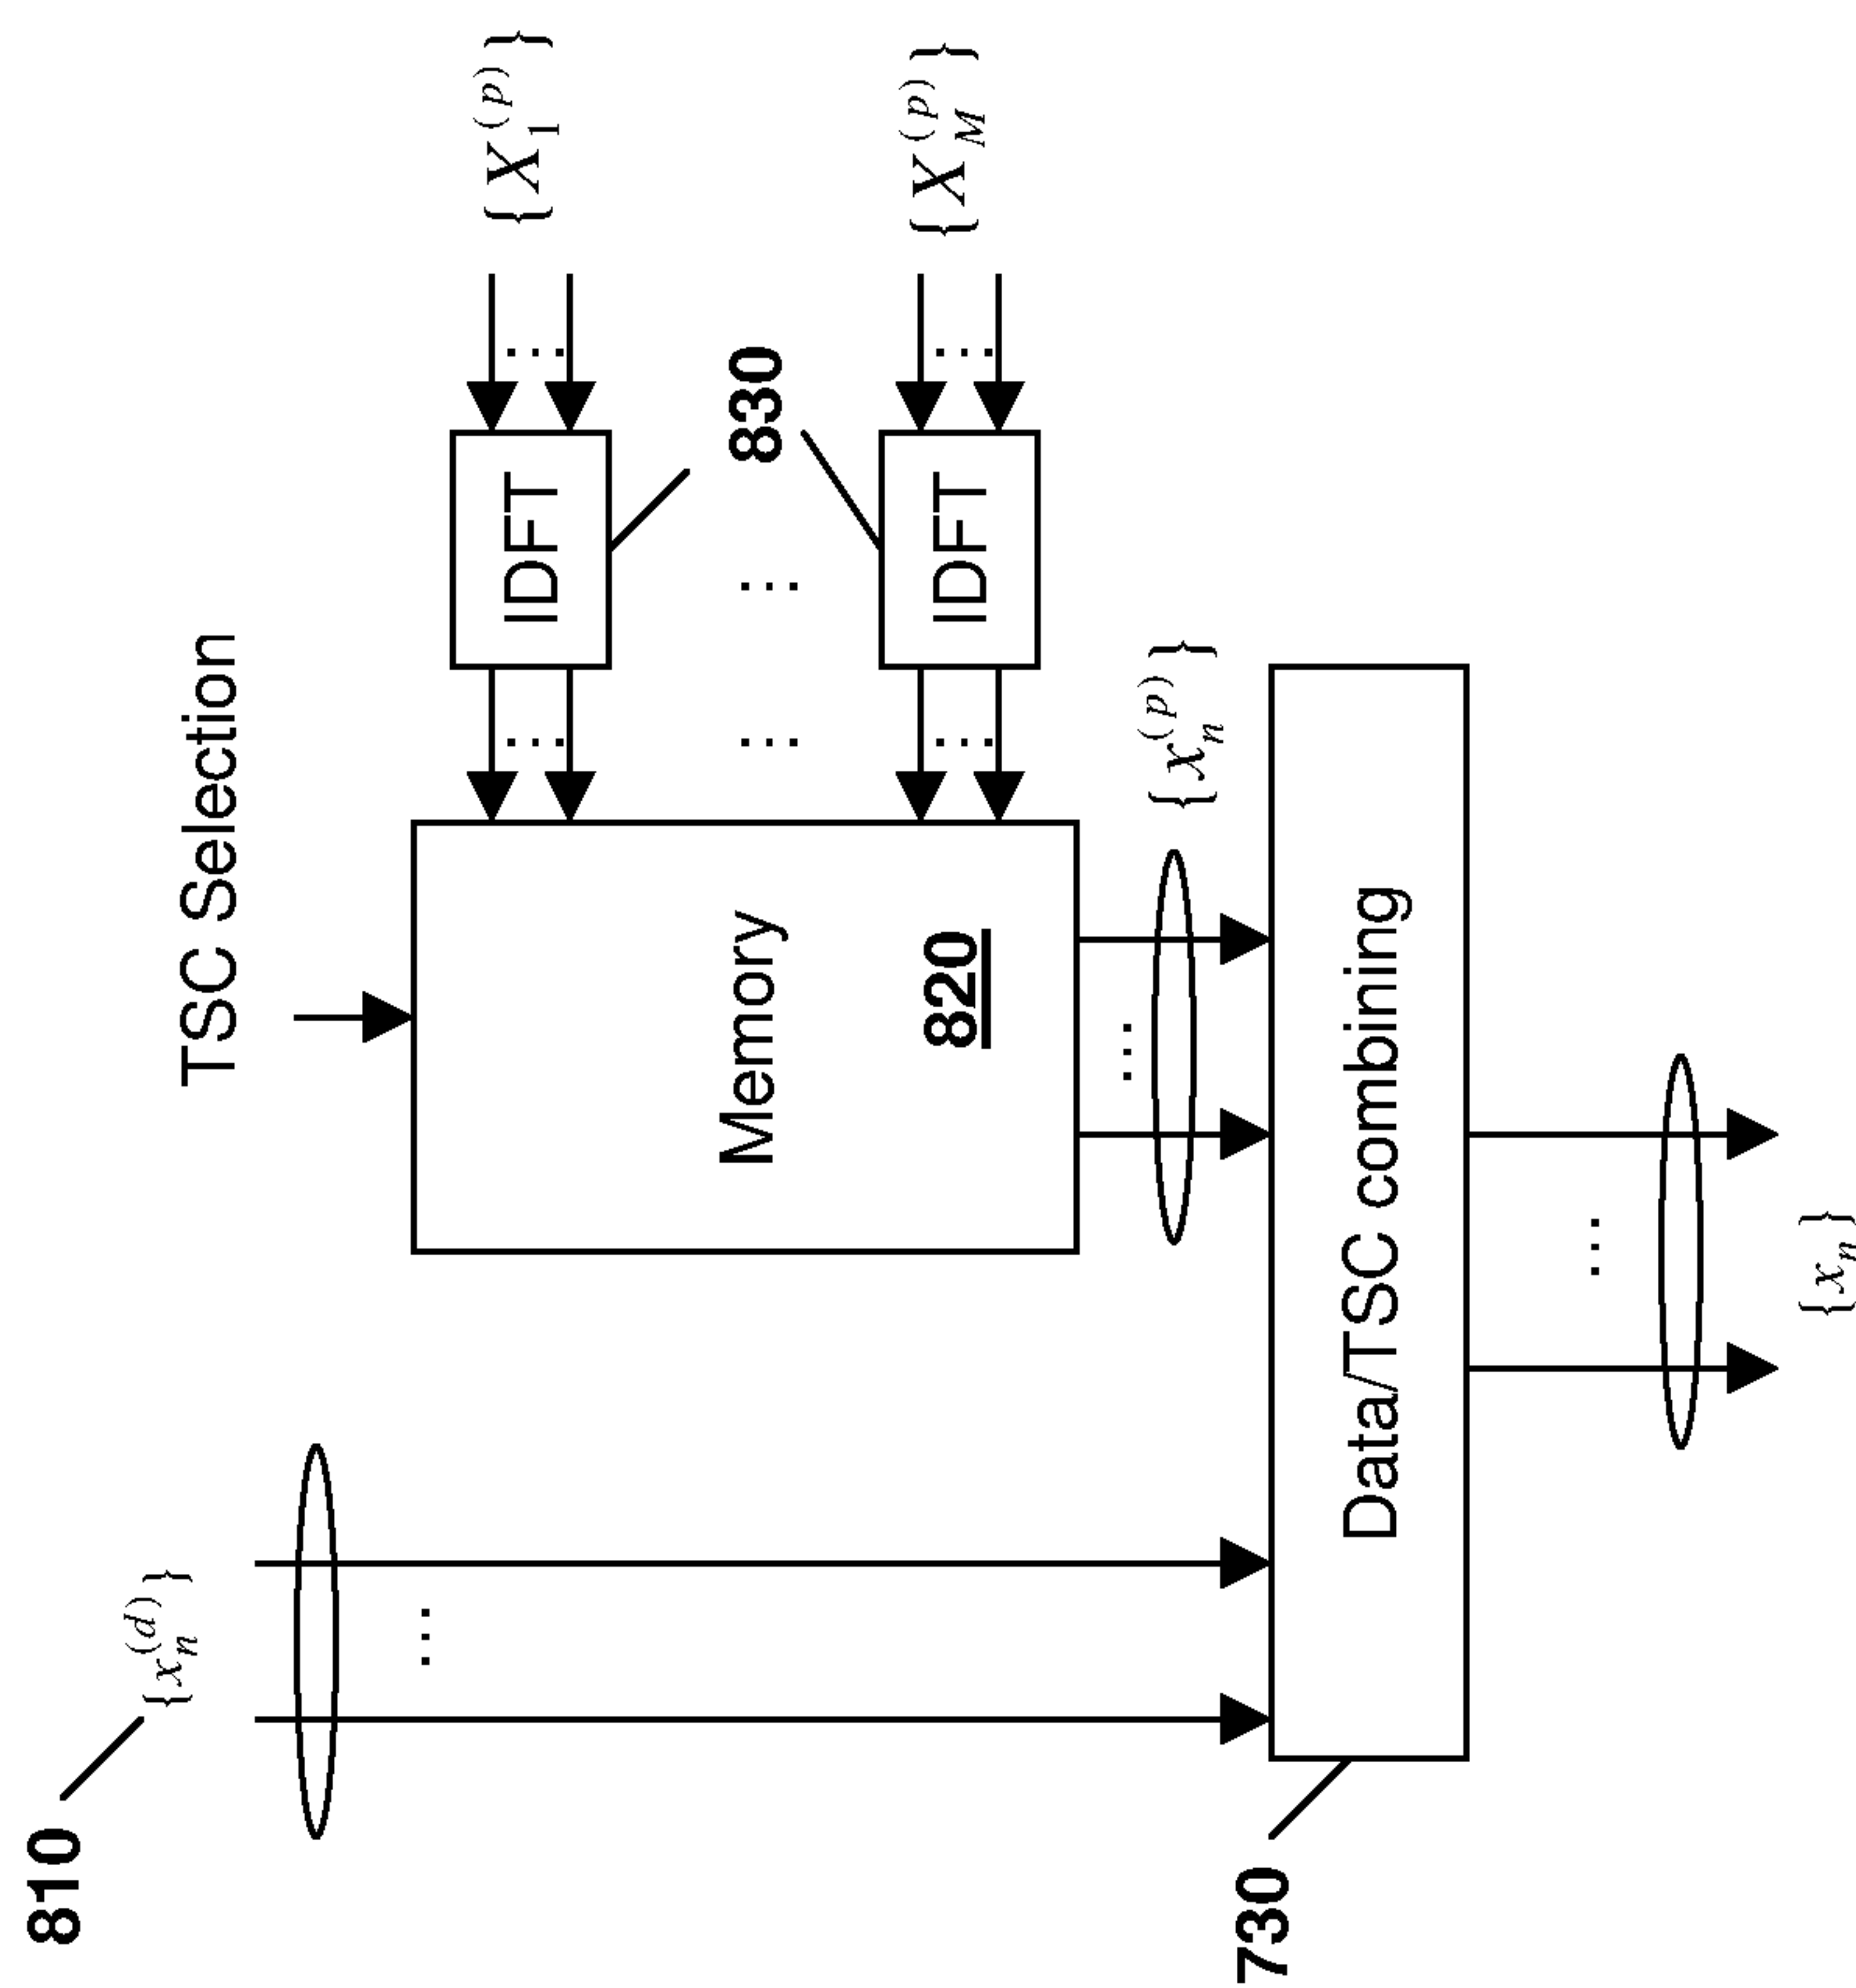 810
{x_n^(d)}
TSC Selection
IDFT
{X_1^(p)}
Memory
830
820
IDFT
{X_M^(p)}
{x_n^(p)}
730
Data/TSC combining
{x_n}